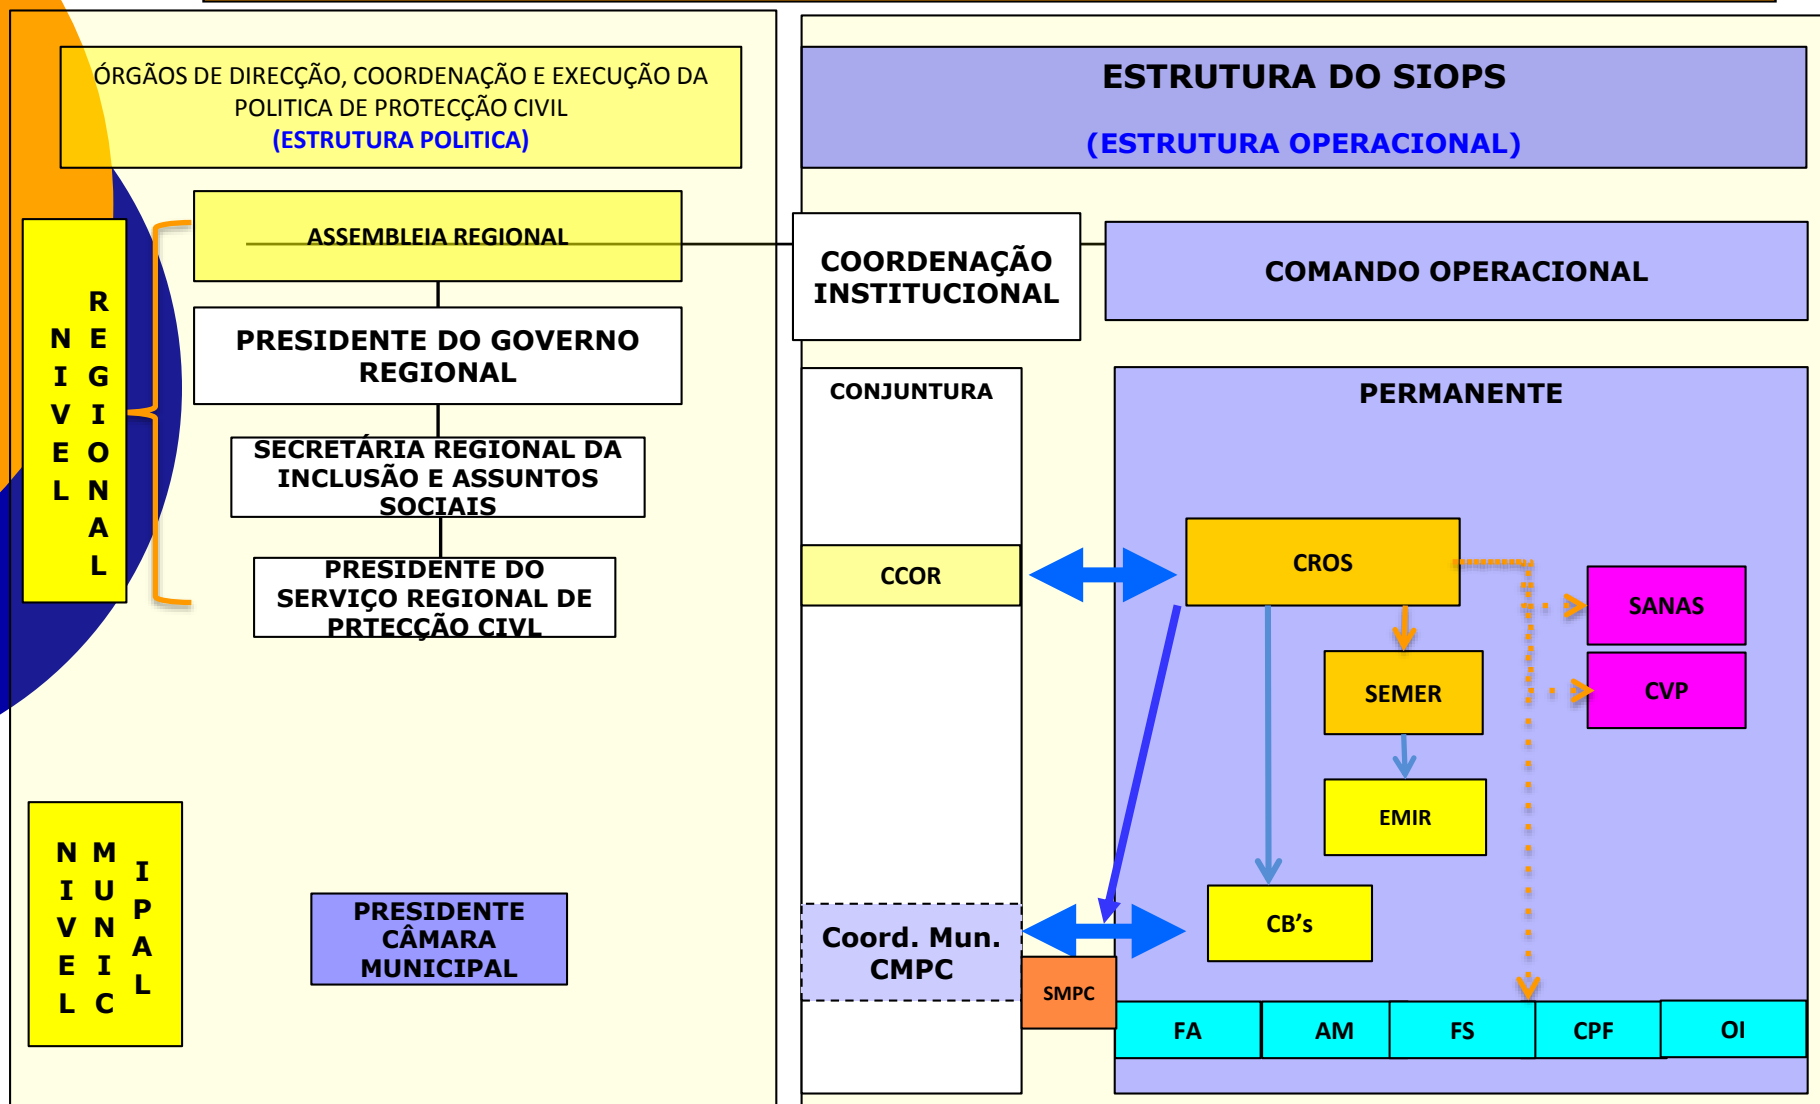 ÓRGÃOS DE DIRECÇÃO, COORDENAÇÃO E EXECUÇÃO DA
POLITICA DE PROTECÇÃO CIVIL
(ESTRUTURA POLITICA)
ESTRUTURA DO SIOPS
(ESTRUTURA OPERACIONAL)
NIVEL
REGIONAL
ASSEMBLEIA REGIONAL
PRESIDENTE DO GOVERNO
REGIONAL
SECRETÁRIA REGIONAL DA
INCLUSÃO E ASSUNTOS
SOCIAIS
PRESIDENTE DO
SERVIÇO REGIONAL DE
PRTECÇÃO CIVL
COORDENAÇÃO
INSTITUCIONAL
COMANDO OPERACIONAL
CONJUNTURA
PERMANENTE
CCOR
CROS
SANAS
SEMER
CVP
EMIR
NIVEL
MUNIC
IPAL
PRESIDENTE
CÂMARA
MUNICIPAL
Coord. Mun.
CMPC
CB's
SMPC
FA
AM
FS
CPF
OI